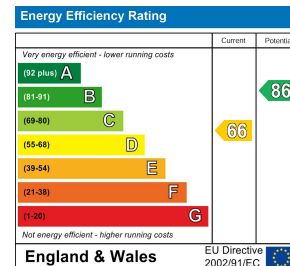 Energy Efficiency Rating
Current
Potentia
Very energy efficient - lower running costs
(92 plus) A
(81-91) B
86
(69-80) C
66
(55-68) D
(39-54) E
(21-38) F
(1-20) G
Not energy efficient - higher running costs
England & Wales
EU Directive
2002/91/EC